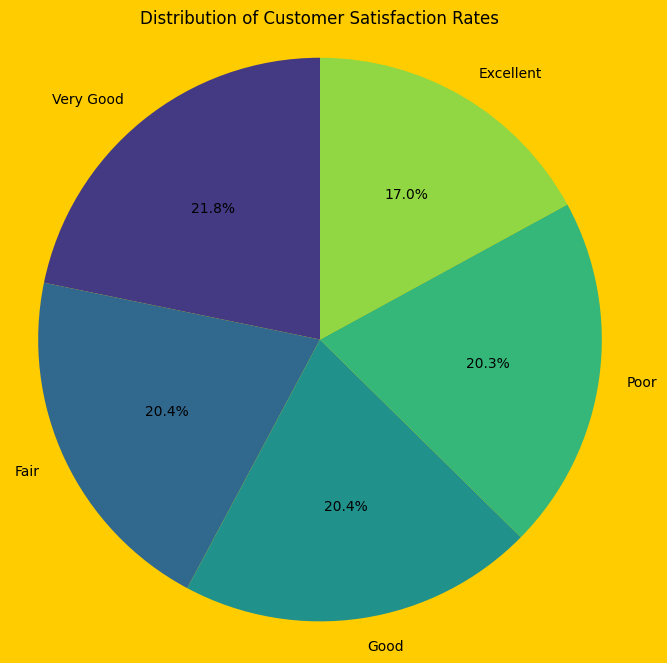 Distribution of Customer Satisfaction Rates
Excellent
Very Good
17.0%
21.8%
20.3%
Poor
20.4%
Fair
20.4%
Good